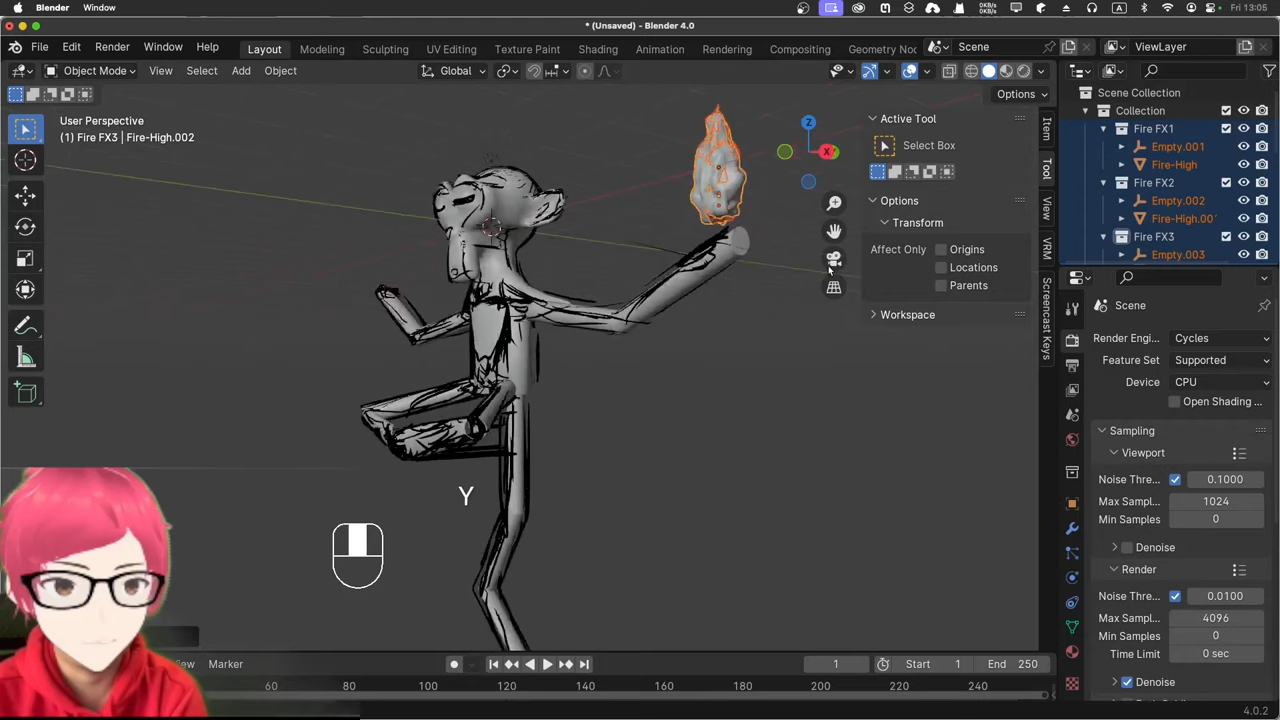 Blender Window 0KB/s 0KB/s A Fri 13:05
* (Unsaved) - Blender 4.0
File Edit Render Window Help Layout Modeling Sculpting UV Editing Texture Paint Shading Animation Rendering Compositing Geometry Noc Scene ViewLayer
Object Mode View Select Add Object Global
Options
User Perspective
(1) Fire FX3 | Fire-High.002
Z
X
Active Tool
Select Box
Options
Transform
Affect Only Origins
Locations
Parents
Workspace
Item
Tool
View
VRM
Screencast Keys
Scene Collection
Collection
Fire FX1
Empty.001
Fire-High
Fire FX2
Empty.002
Fire-High.00
Fire FX3
Empty.003
Scene
Render Engi... Cycles
Feature Set Supported
Device CPU
Open Shading ...
Sampling
Viewport
Noise Thre... 0.1000
Max Sampl... 1024
Min Samples 0
Denoise
Render
Noise Thre... 0.0100
Max Sampl... 4096
Min Samples 0
Time Limit 0 sec
Denoise
Y
Marker
1 Start 1 End 250
60 80 100 120 140 160 180 200 220 240
4.0.2